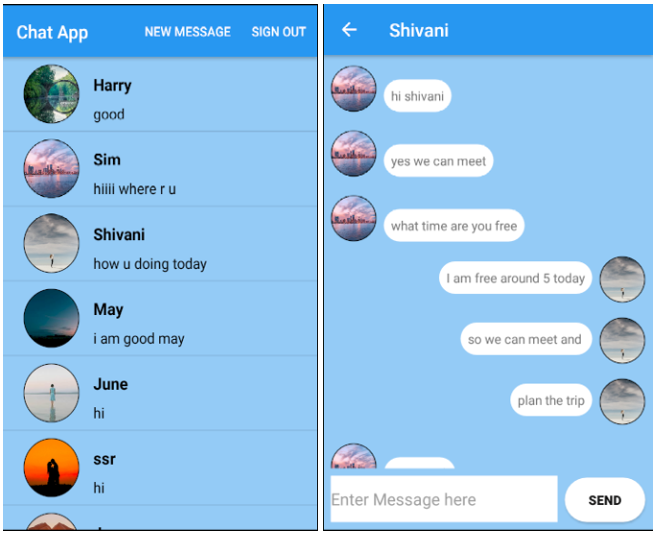 Chat App NEW MESSAGE SIGN OUT
Harry
good
Sim
hiiii where r u
Shivani
how u doing today
May
i am good may
June
hi
ssr
hi
Shivani
hi shivani
yes we can meet
what time are you free
I am free around 5 today
so we can meet and
plan the trip
Enter Message here SEND